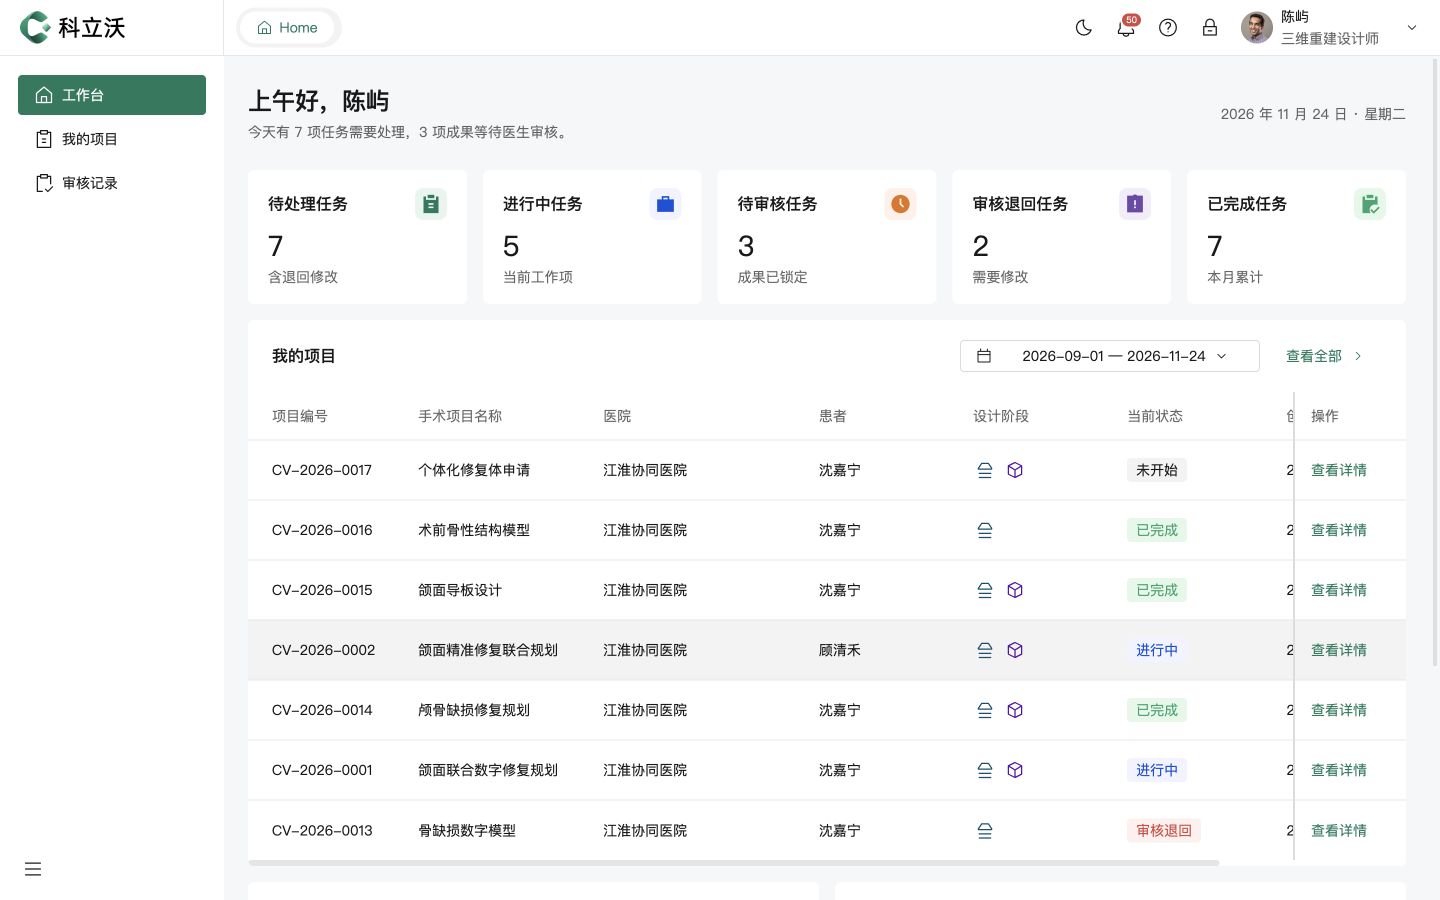 科立沃
Home
50
陈屿
三维重建设计师
工作台
我的项目
审核记录
上午好，陈屿
今天有 7 项任务需要处理，3 项成果等待医生审核。
2026 年 11 月 24 日 · 星期二
待处理任务
7
含退回修改
进行中任务
5
当前工作项
待审核任务
3
成果已锁定
审核退回任务
2
需要修改
已完成任务
7
本月累计
我的项目
2026-09-01 — 2026-11-24
查看全部
项目编号 手术项目名称 医院 患者 设计阶段 当前状态 操作
CV-2026-0017 个体化修复体申请 江淮协同医院 沈嘉宁 未开始 2 查看详情
CV-2026-0016 术前骨性结构模型 江淮协同医院 沈嘉宁 已完成 2 查看详情
CV-2026-0015 颌面导板设计 江淮协同医院 沈嘉宁 已完成 2 查看详情
CV-2026-0002 颌面精准修复联合规划 江淮协同医院 顾清禾 进行中 2 查看详情
CV-2026-0014 颅骨缺损修复规划 江淮协同医院 沈嘉宁 已完成 2 查看详情
CV-2026-0001 颌面联合数字修复规划 江淮协同医院 沈嘉宁 进行中 2 查看详情
CV-2026-0013 骨缺损数字模型 江淮协同医院 沈嘉宁 审核退回 2 查看详情